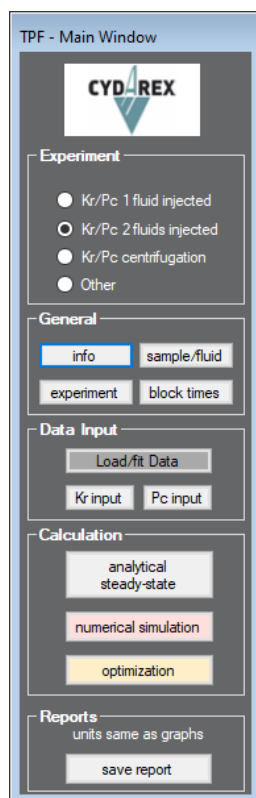 TPF - Main Window
CYDAREX
Experiment
Kr/Pc 1 fluid injected
Kr/Pc 2 fluids injected
Kr/Pc centrifugation
Other
General
info sample/fluid
experiment block times
Data Input
Load/fit Data
Kr input Pc input
Calculation
analytical
steady-state
numerical simulation
optimization
Reports
units same as graphs
save report